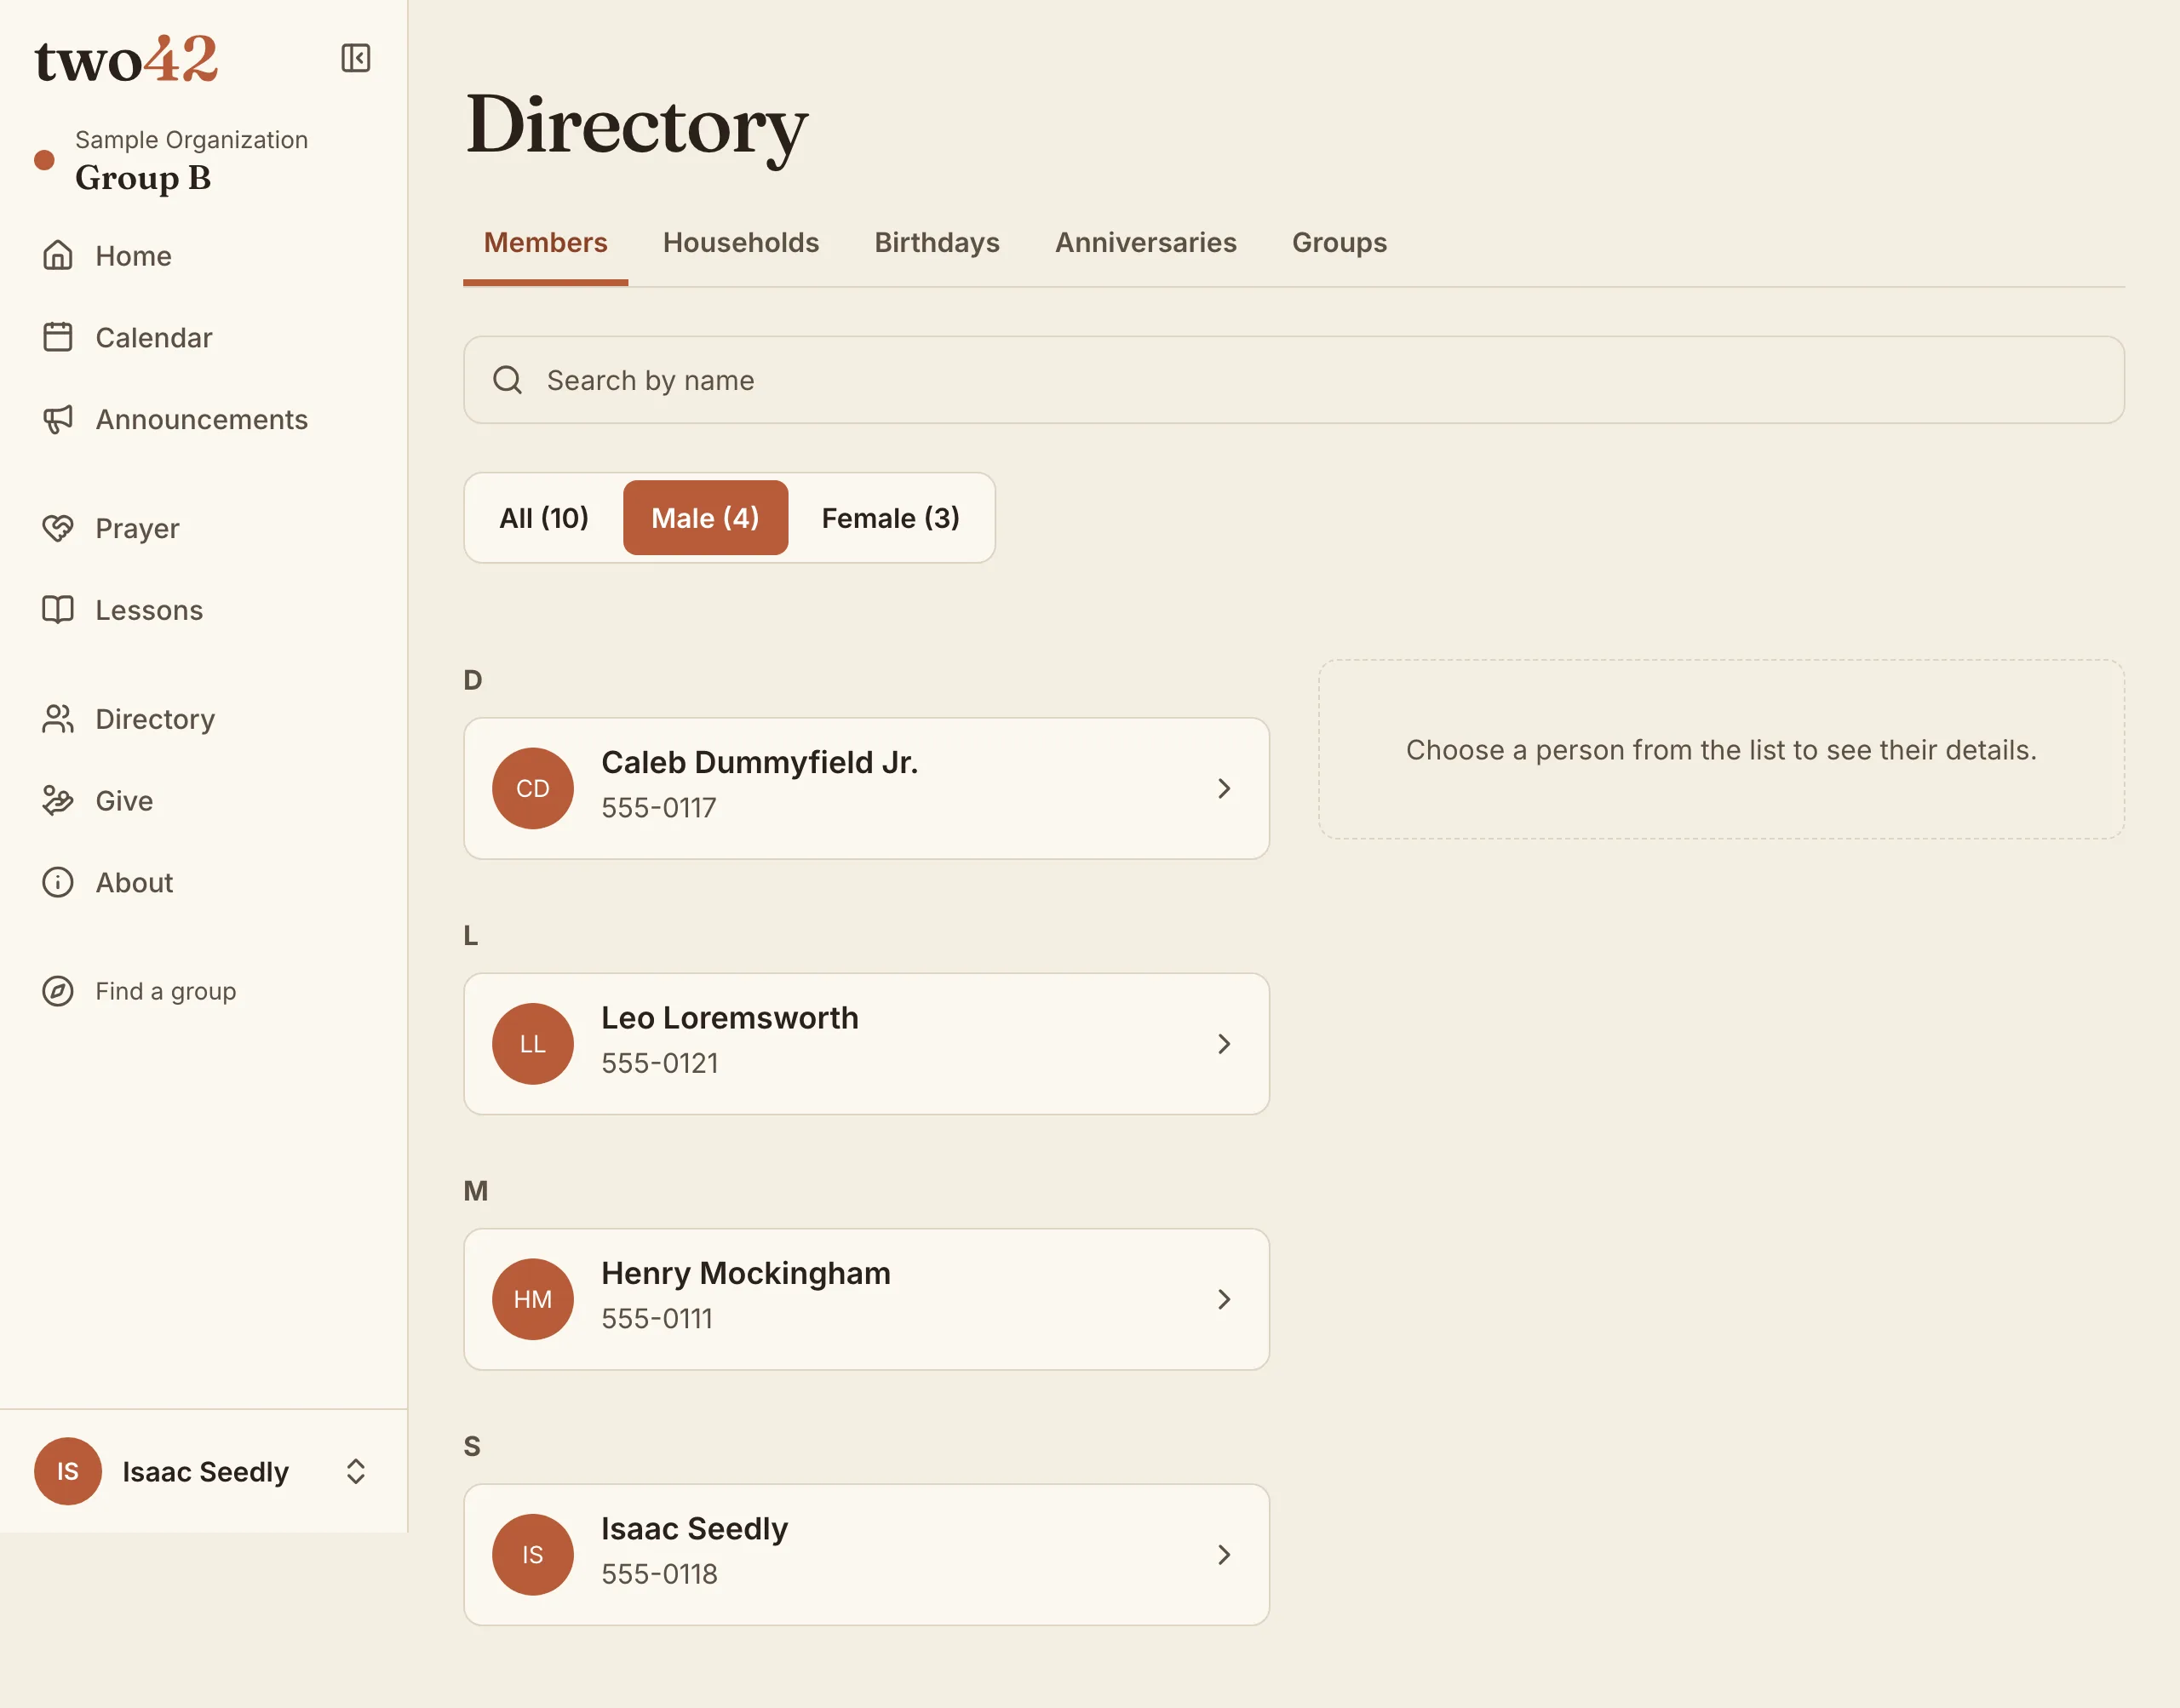 two42
Sample Organization
Group B
Home
Calendar
Announcements
Prayer
Lessons
Directory
Give
About
Find a group
IS
Isaac Seedly
Directory
Members Households Birthdays Anniversaries Groups
Search by name
All (10) Male (4) Female (3)
D
CD
Caleb Dummyfield Jr.
555-0117
L
LL
Leo Loremsworth
555-0121
M
HM
Henry Mockingham
555-0111
S
IS
Isaac Seedly
555-0118
Choose a person from the list to see their details.